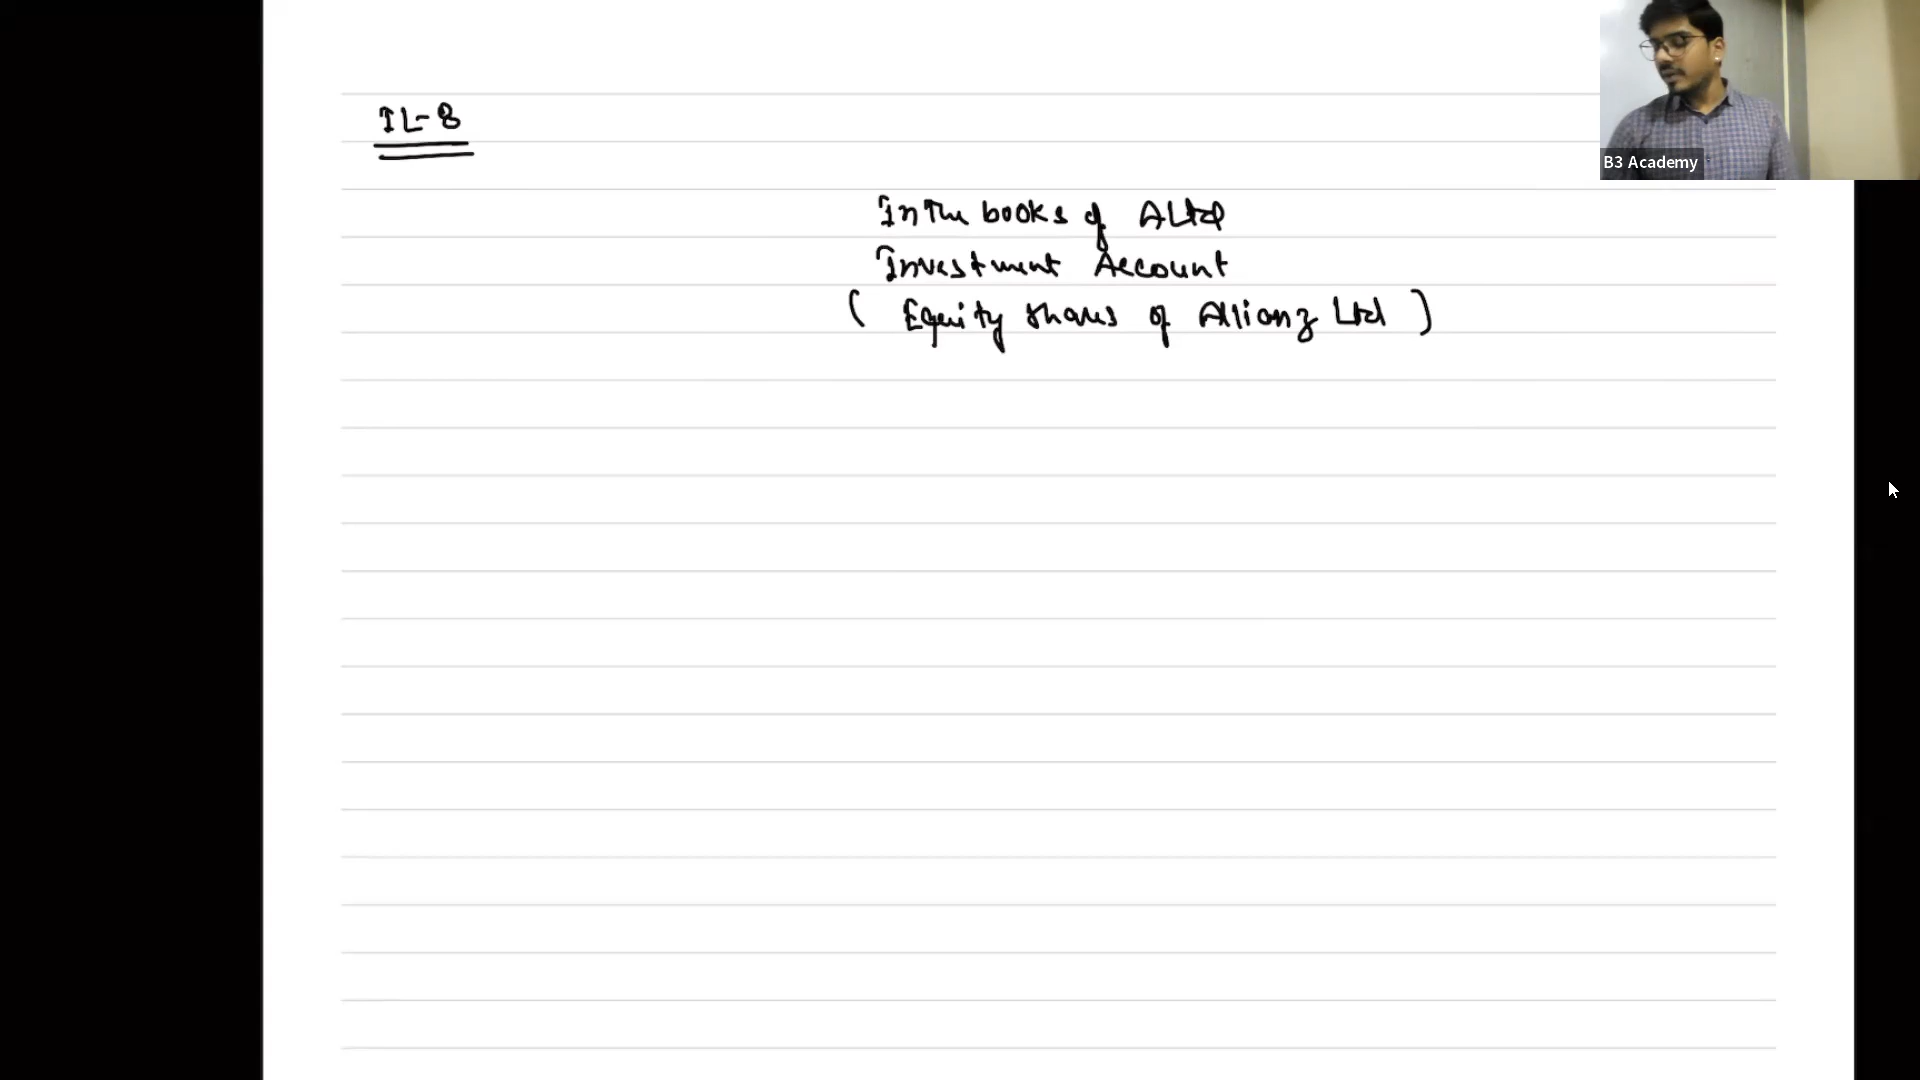 IL-8
In The books of A Ltd
Investment Account
( Equity shares of Allianz Ltd )
B3 Academy